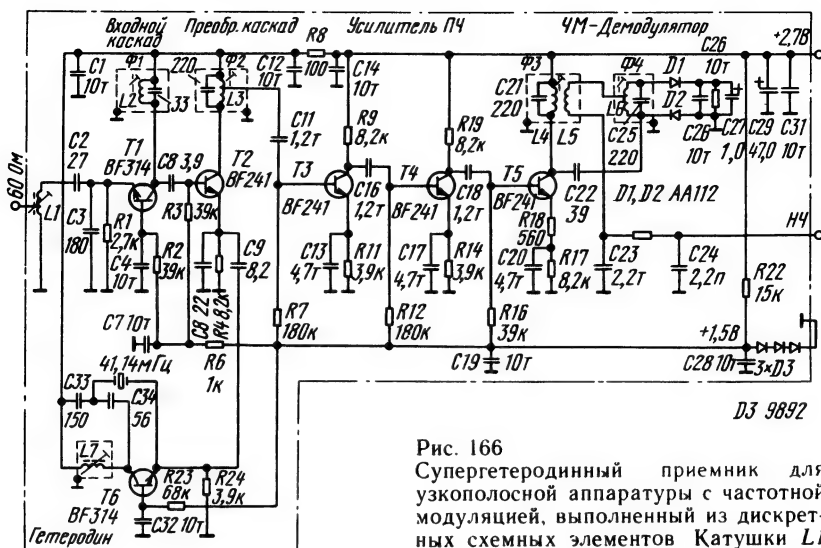 Входной каскад
Преобр. каскад
Усилитель ПЧ
ЧМ-Демодулятор
C1
10т
Ф1
L2
33
220
Ф2
L3
C12
10т
R8
100
C14
10т
R9
8,2к
R19
8,2к
Ф3
C21
220
L4
L5
Ф4
L6
C25
220
D1
D2
C26
10т
C26
10т
C27
1,0
+2,7В
C29
47,0
C31
10т
60 Ом
L1
C2
27
C3
180
R1
2,7к
T1
BF314
C4
10т
R2
39к
C8 3,9
R3
39к
T2
BF241
C8 22
R4 8,2к
C9
8,2
C11
1,2т
T3
BF241
C13
4,7т
R11
3,9к
C16
1,2т
T4
BF241
C17
4,7т
R14
3,9к
C18
1,2т
T5
BF241
R18
560
C20
4,7т
R17
8,2к
C22
39
D1,D2 AA112
НЧ
C23
2,2т
C24
2,2п
R22
15к
R7
180к
R12
180к
R16
39к
C7 10т
R6
1к
C19
10т
+1,5В
C28 10т
3×D3
D3 9892
41,14мГц
C33
150
C34
56
L7
T6
BF314
R23
68к
R24
3,9к
C32 10т
Гетеродин
Рис. 166
Супергетеродинный приемник для
узкополосной аппаратуры с частотной
модуляцией, выполненный из дискрет-
ных схемных элементов Катушки L1